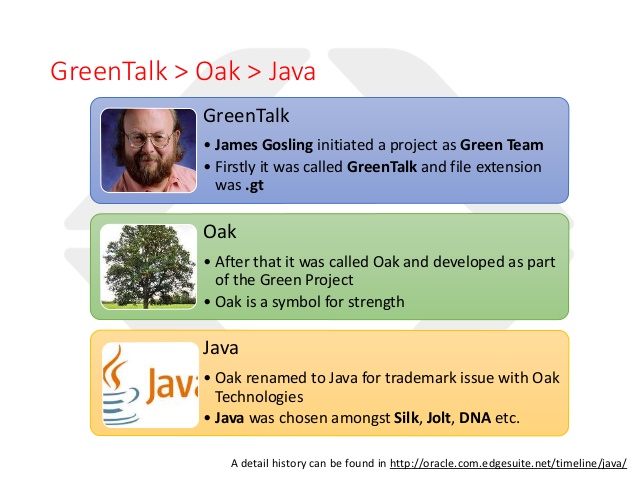 GreenTalk > Oak > Java
GreenTalk
• James Gosling initiated a project as Green Team
• Firstly it was called GreenTalk and file extension
was .gt
Oak
• After that it was called Oak and developed as part
of the Green Project
• Oak is a symbol for strength
Java
Java
• Oak renamed to Java for trademark issue with Oak
Technologies
• Java was chosen amongst Silk, Jolt, DNA etc.
A detail history can be found in http://oracle.com.edgesuite.net/timeline/java/